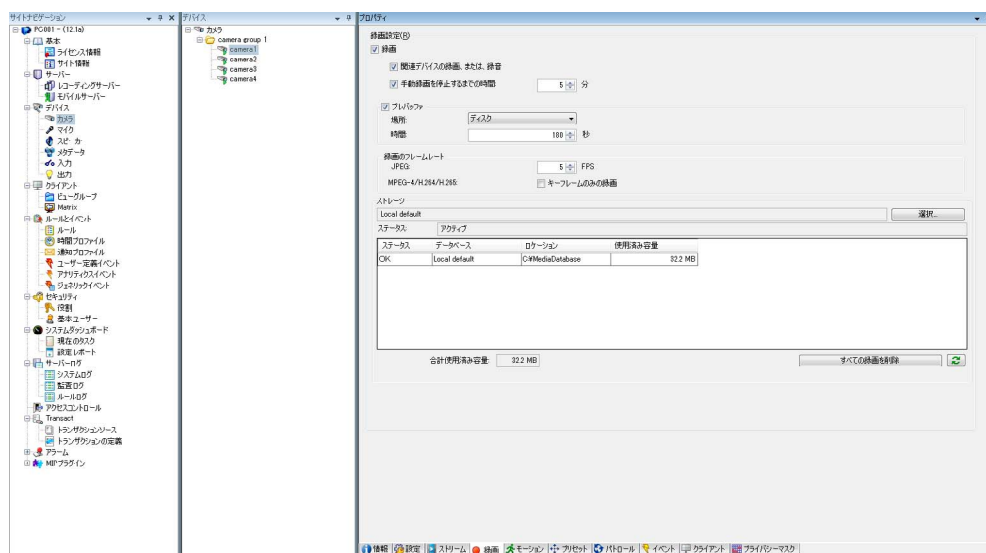 サイトナビゲーション
PG001 - (12.1a)
基本
ライセンス情報
サイト情報
サーバー
レコーディングサーバー
モバイルサーバー
デバイス
カメラ
マイク
スピーカー
メタデータ
入力
出力
クライアント
ビューグループ
Matrix
ルールとイベント
ルール
時間プロファイル
通知プロファイル
ユーザー定義イベント
アナリティクスイベント
ジェネリックイベント
セキュリティ
役割
基本ユーザー
システムダッシュボード
現在のタスク
設定レポート
サーバーログ
システムログ
監査ログ
ルールログ
アクセスコントロール
Transact
トランザクションソース
トランザクションの定義
アラーム
MIPプラグイン
デバイス
カメラ
camera group 1
camera1
camera2
camera3
camera4
プロパティ
録画設定(R)
録画
関連デバイスの録画、または、録音
手動録画を停止するまでの時間 5 分
プレバッファ
場所: ディスク
時間: 180 秒
録画のフレームレート
JPEG: 5 FPS
MPEG-4/H.264/H.265: キーフレームのみの録画
ストレージ
Local default 選択...
ステータス: アクティブ
ステータス データベース ロケーション 使用済み容量
OK Local default C:¥MediaDatabase 32.2 MB
合計使用済み容量: 32.2 MB すべての録画を削除
情報 設定 ストリーム 録画 モーション プリセット パトロール イベント クライアント プライバシーマスク